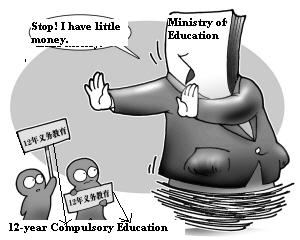 Stop! I have little
money.
Ministry of
Education
12年义务教育
12年义务教育
12-year Compulsory Education